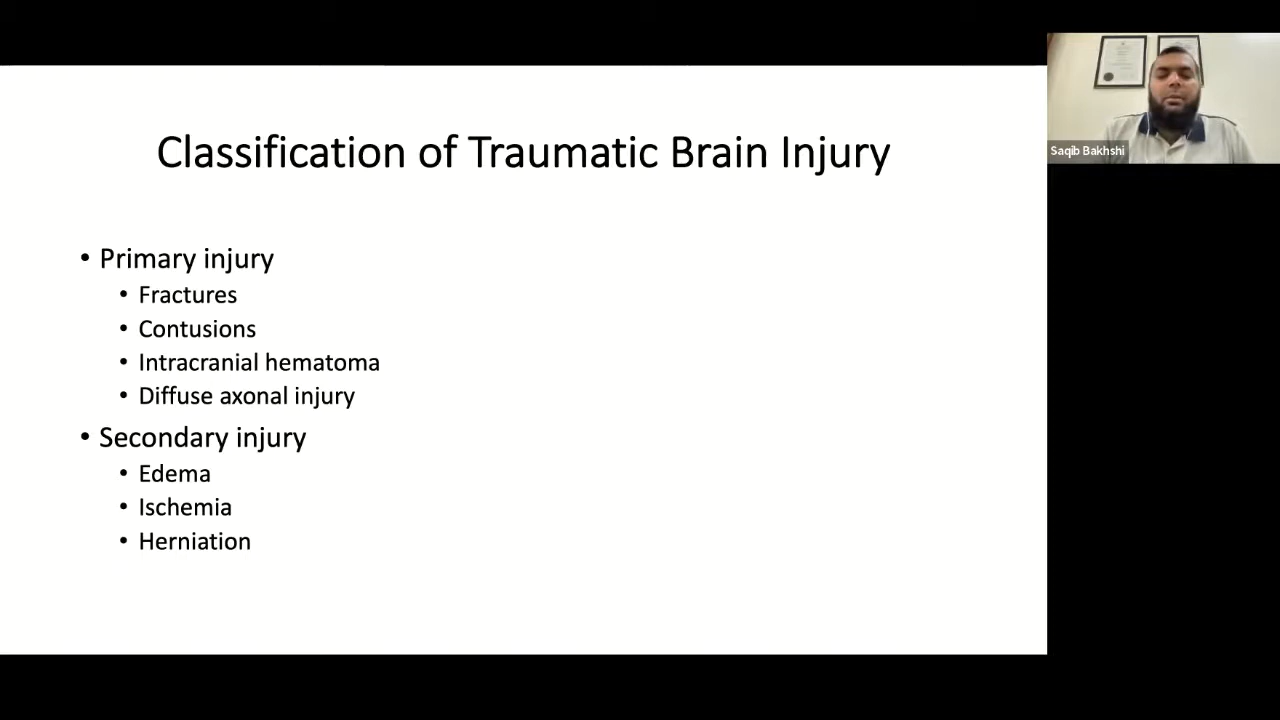 Classification of Traumatic Brain Injury
• Primary injury
• Fractures
• Contusions
• Intracranial hematoma
• Diffuse axonal injury
• Secondary injury
• Edema
• Ischemia
• Herniation
Saqib Bakhshi